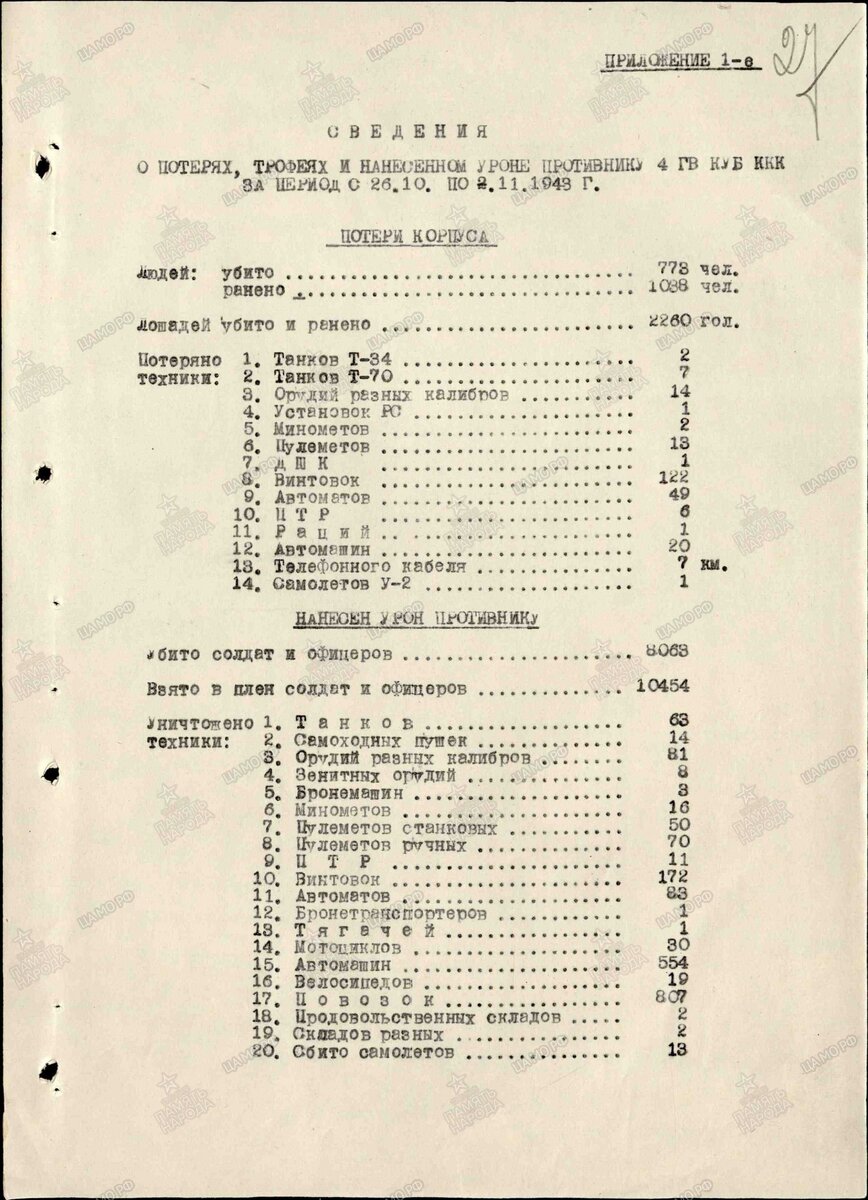 ПРИЛОЖЕНИЕ 1-е
27
СВЕДЕНИЯ
О ПОТЕРЯХ, ТРОФЕЯХ И НАНЕСЕННОМ УРОНЕ ПРОТИВНИКУ 4 ГВ КУБ ККК
ЗА ПЕРИОД С 26.10. ПО 2.11.1943 Г.
ПОТЕРИ КОРПУСА
Людей: убито .......... 773 чел.
ранено .......... 1038 чел.
Лошадей убито и ранено .......... 2260 гол.
Потеряно 1. Танков Т-34 .......... 2
техники: 2. Танков Т-70 .......... 7
3. Орудий разных калибров .......... 14
4. Установок РС .......... 1
5. Минометов .......... 2
6. Пулеметов .......... 13
7. ДШК .......... 1
8. Винтовок .......... 122
9. Автоматов .......... 49
10. ПТР .......... 6
11. Раций .......... 1
12. Автомашин .......... 20
13. Телефонного кабеля .......... 7 км.
14. Самолетов У-2 .......... 1
НАНЕСЕН УРОН ПРОТИВНИКУ
Убито солдат и офицеров .......... 8063
Взято в плен солдат и офицеров .......... 10454
Уничтожено 1. Танков .......... 63
техники: 2. Самоходных пушек .......... 14
3. Орудий разных калибров .......... 81
4. Зенитных орудий .......... 8
5. Бронемашин .......... 3
6. Минометов .......... 16
7. Пулеметов станковых .......... 50
8. Пулеметов ручных .......... 70
9. ПТР .......... 11
10. Винтовок .......... 172
11. Автоматов .......... 83
12. Бронетранспортеров .......... 1
13. Тягачей .......... 1
14. Мотоциклов .......... 30
15. Автомашин .......... 554
16. Велосипедов .......... 19
17. Повозок .......... 807
18. Продовольственных складов ..... 2
19. Складов разных .......... 2
20. Сбито самолетов .......... 13